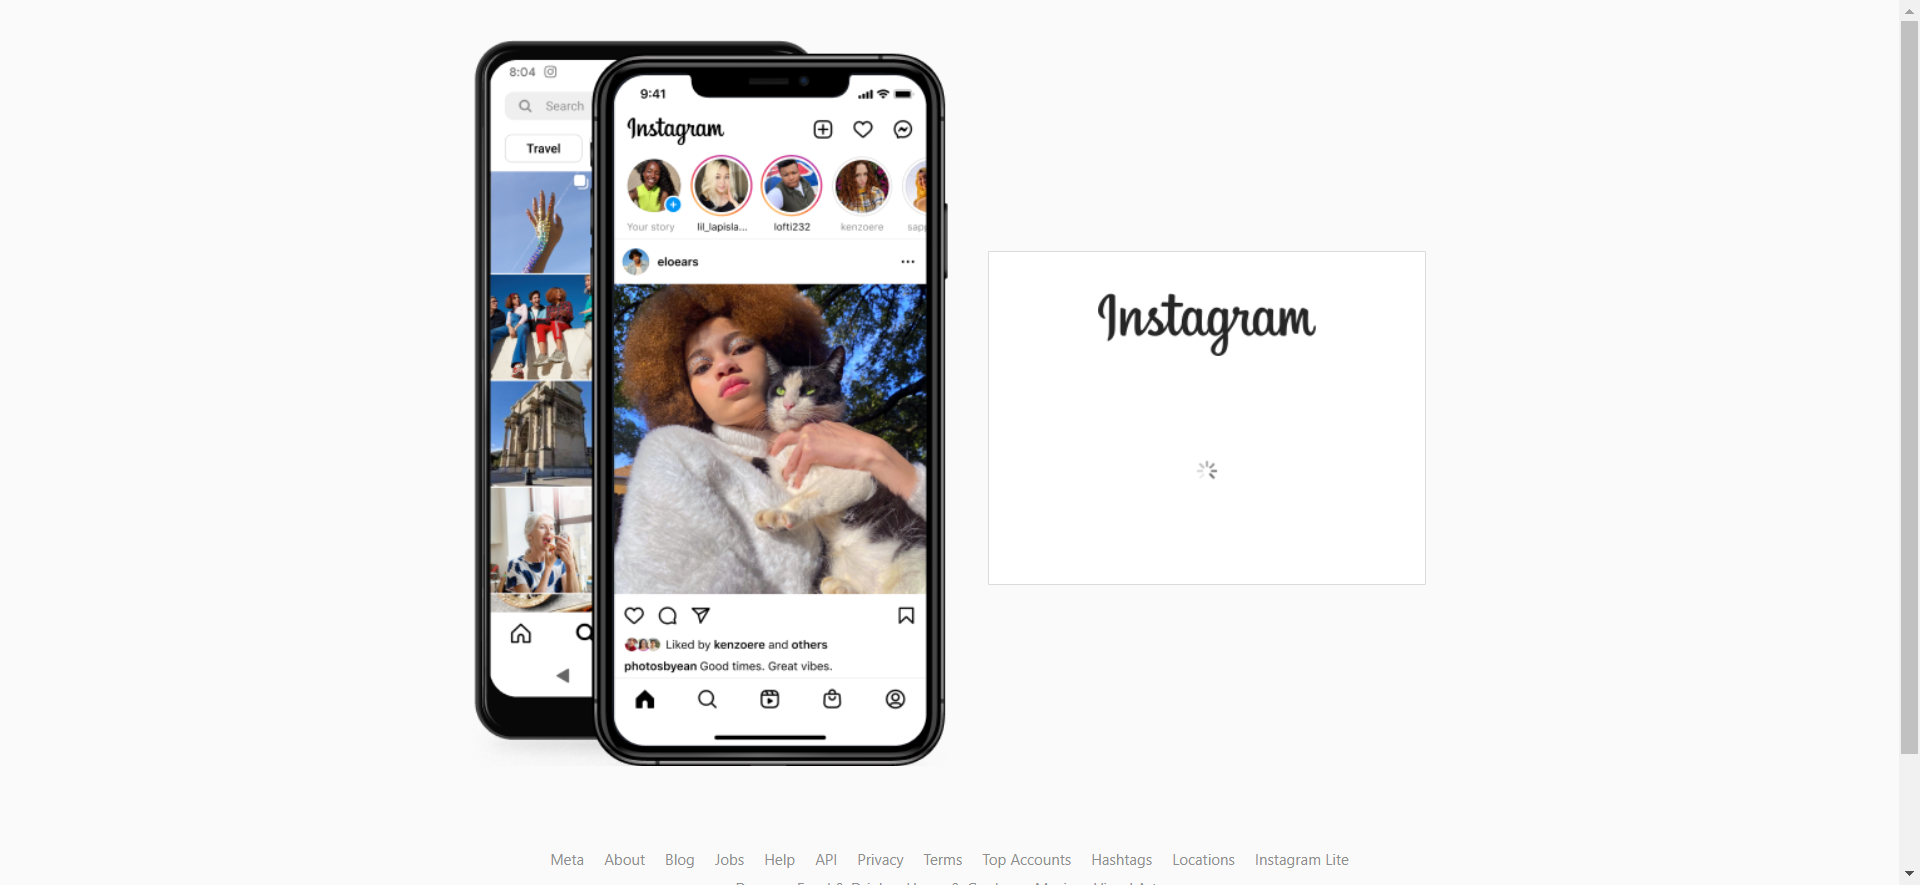 8:04
Search
Travel
9:41
Instagram
Your story
lil_lapisla...
lofti232
kenzoere
eloears
Liked by kenzoere and others
photosbyean Good times. Great vibes.
Instagram
Meta
About
Blog
Jobs
Help
API
Privacy
Terms
Top Accounts
Hashtags
Locations
Instagram Lite